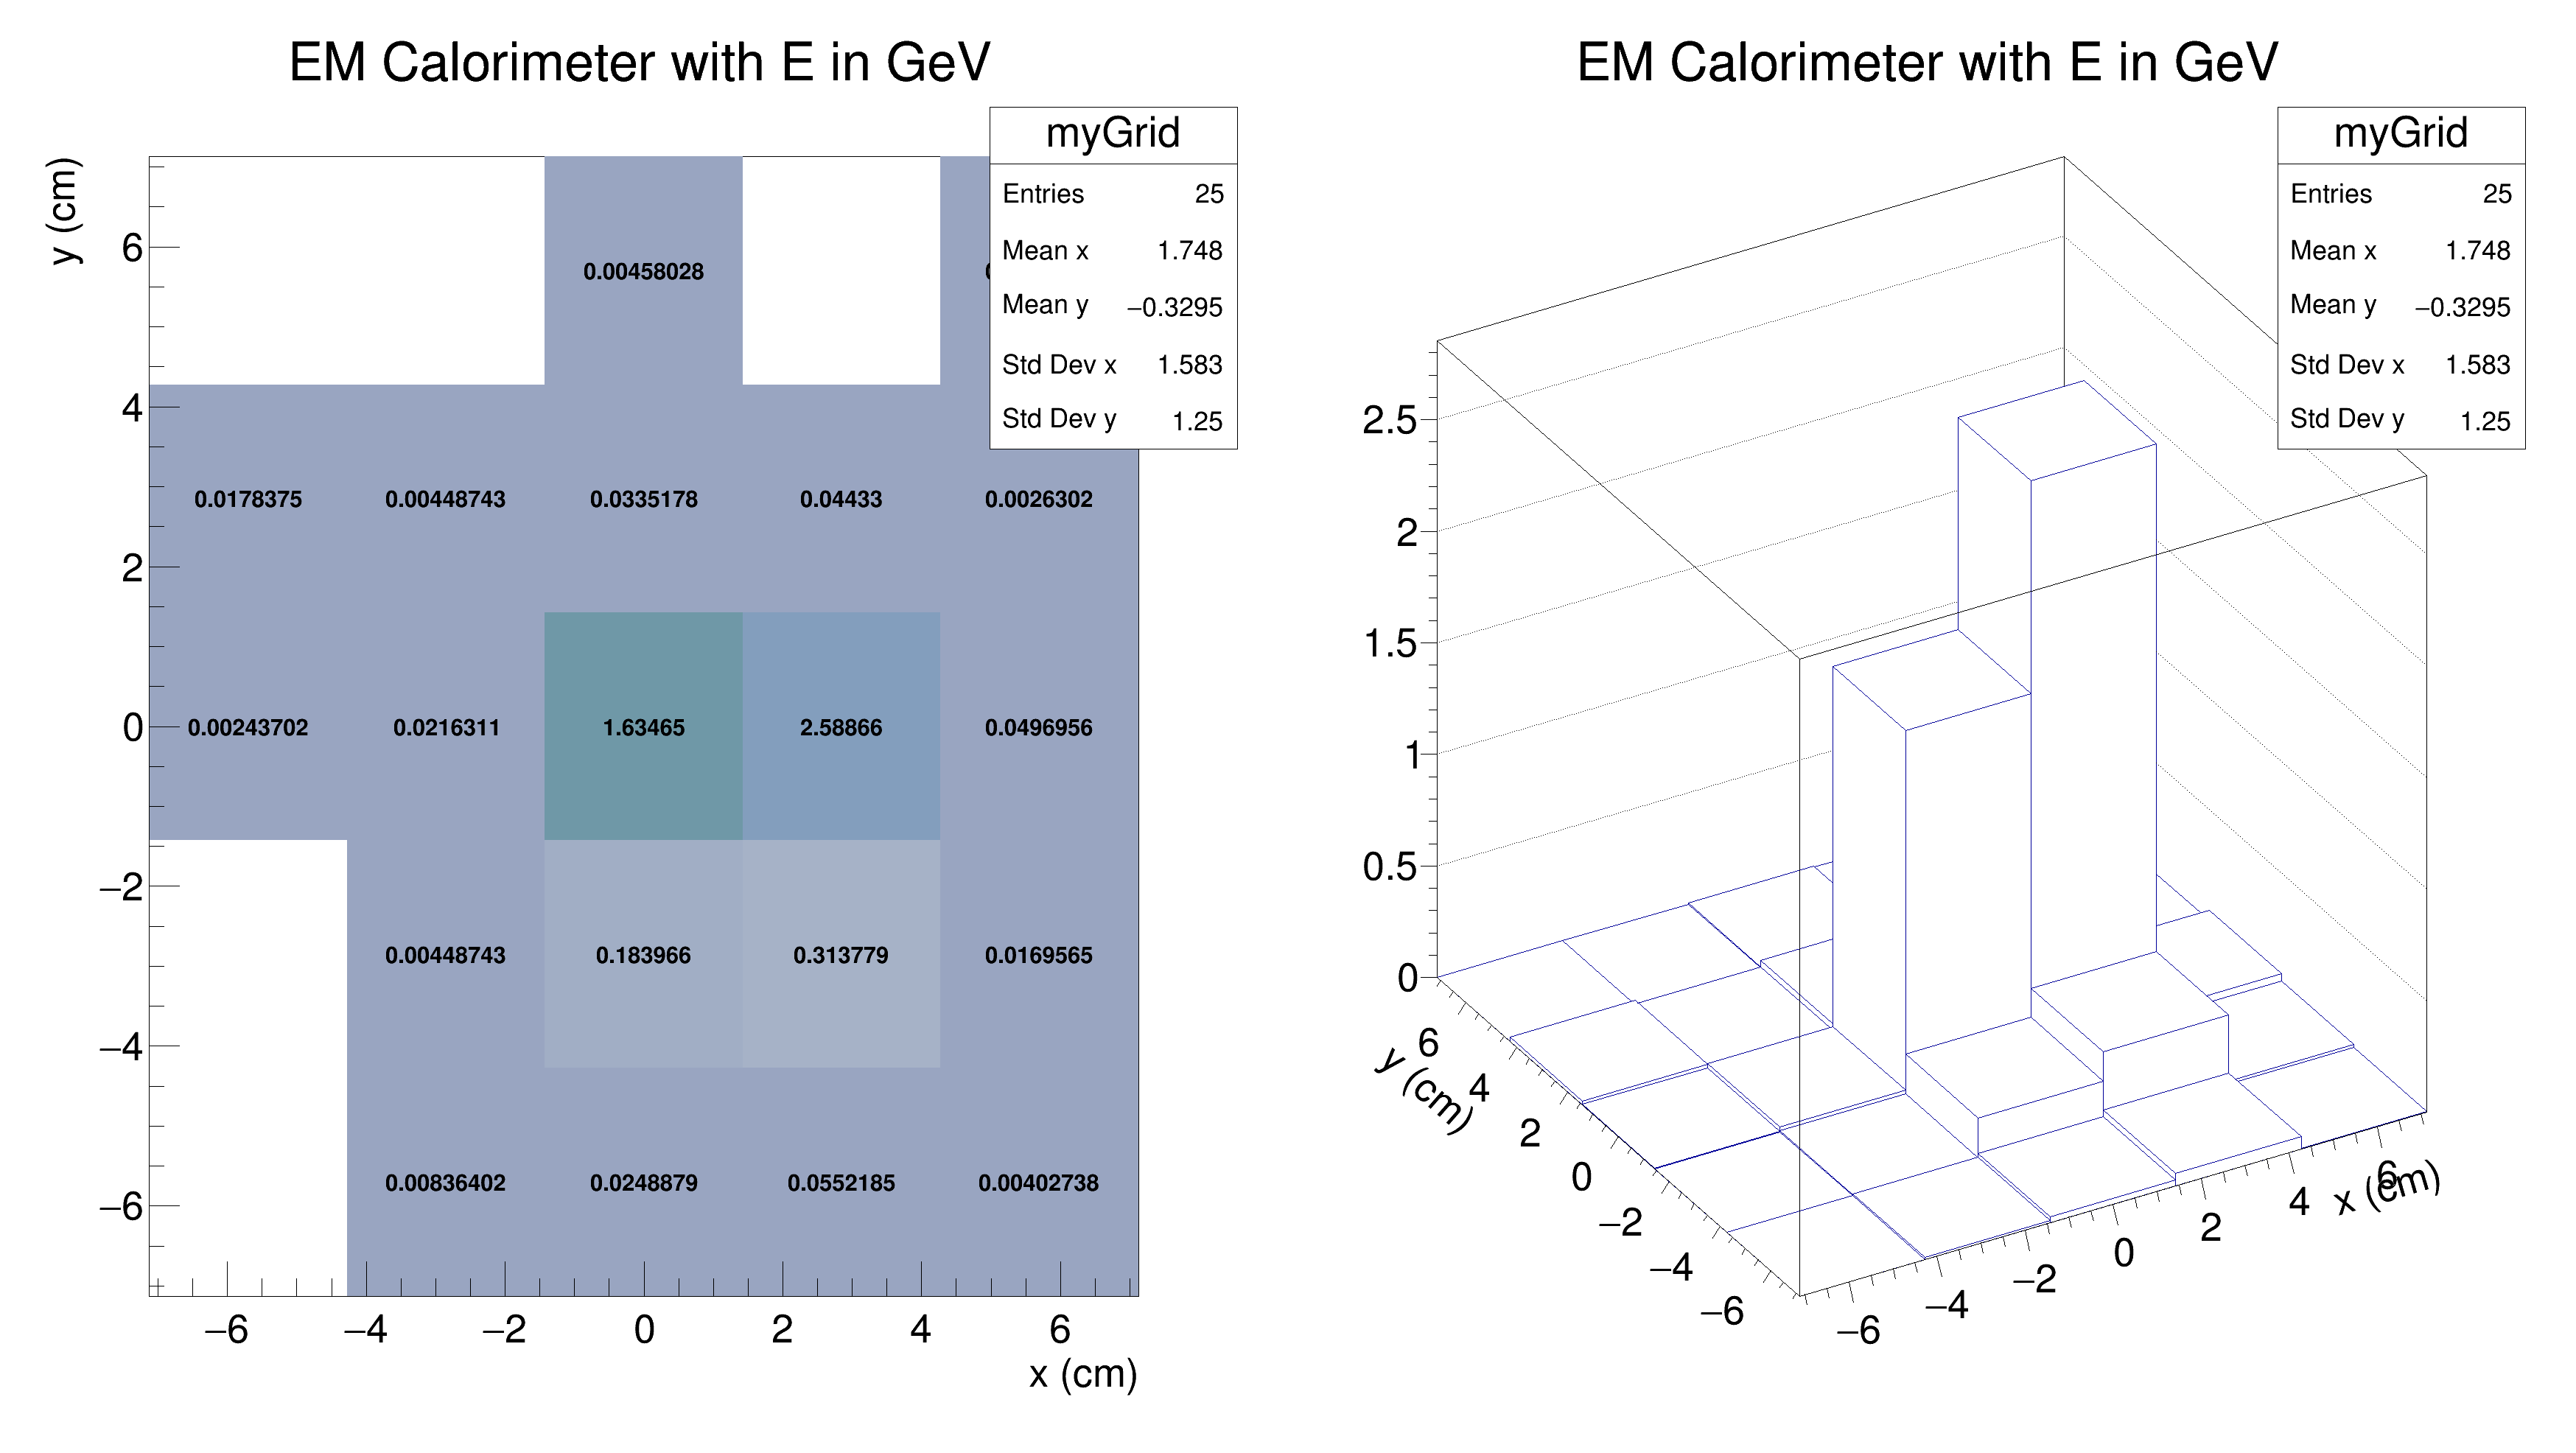 EM Calorimeter with E in GeV
myGrid
Entries 25
Mean x 1.748
Mean y −0.3295
Std Dev x 1.583
Std Dev y 1.25
y (cm)
6
4
2
0
−2
−4
−6
0.00458028
0.0178375 0.00448743 0.0335178 0.04433 0.0026302
0.00243702 0.0216311 1.63465 2.58866 0.0496956
0.00448743 0.183966 0.313779 0.0169565
0.00836402 0.0248879 0.0552185 0.00402738
−6 −4 −2 0 2 4 6
x (cm)
EM Calorimeter with E in GeV
myGrid
Entries 25
Mean x 1.748
Mean y −0.3295
Std Dev x 1.583
Std Dev y 1.25
2.5
2
1.5
1
0.5
0
6
4
2
0
−2
−4
−6
y (cm)
−6 −4 −2 0 2 4 6
x (cm)